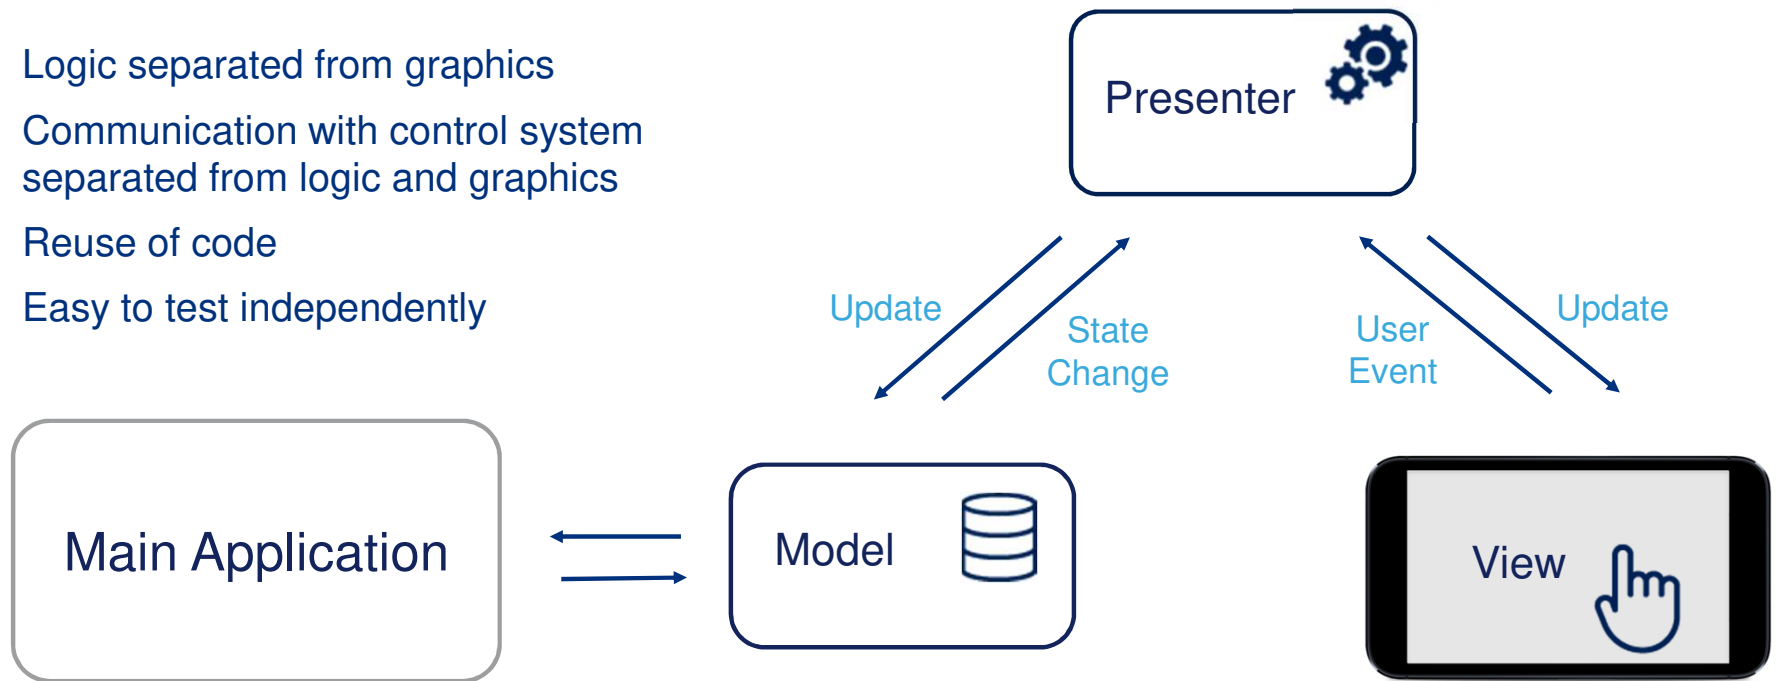 Logic separated from graphics
Communication with control system
separated from logic and graphics
Reuse of code
Easy to test independently
Presenter
Update
State
Change
User
Event
Update
Main Application
Model
View